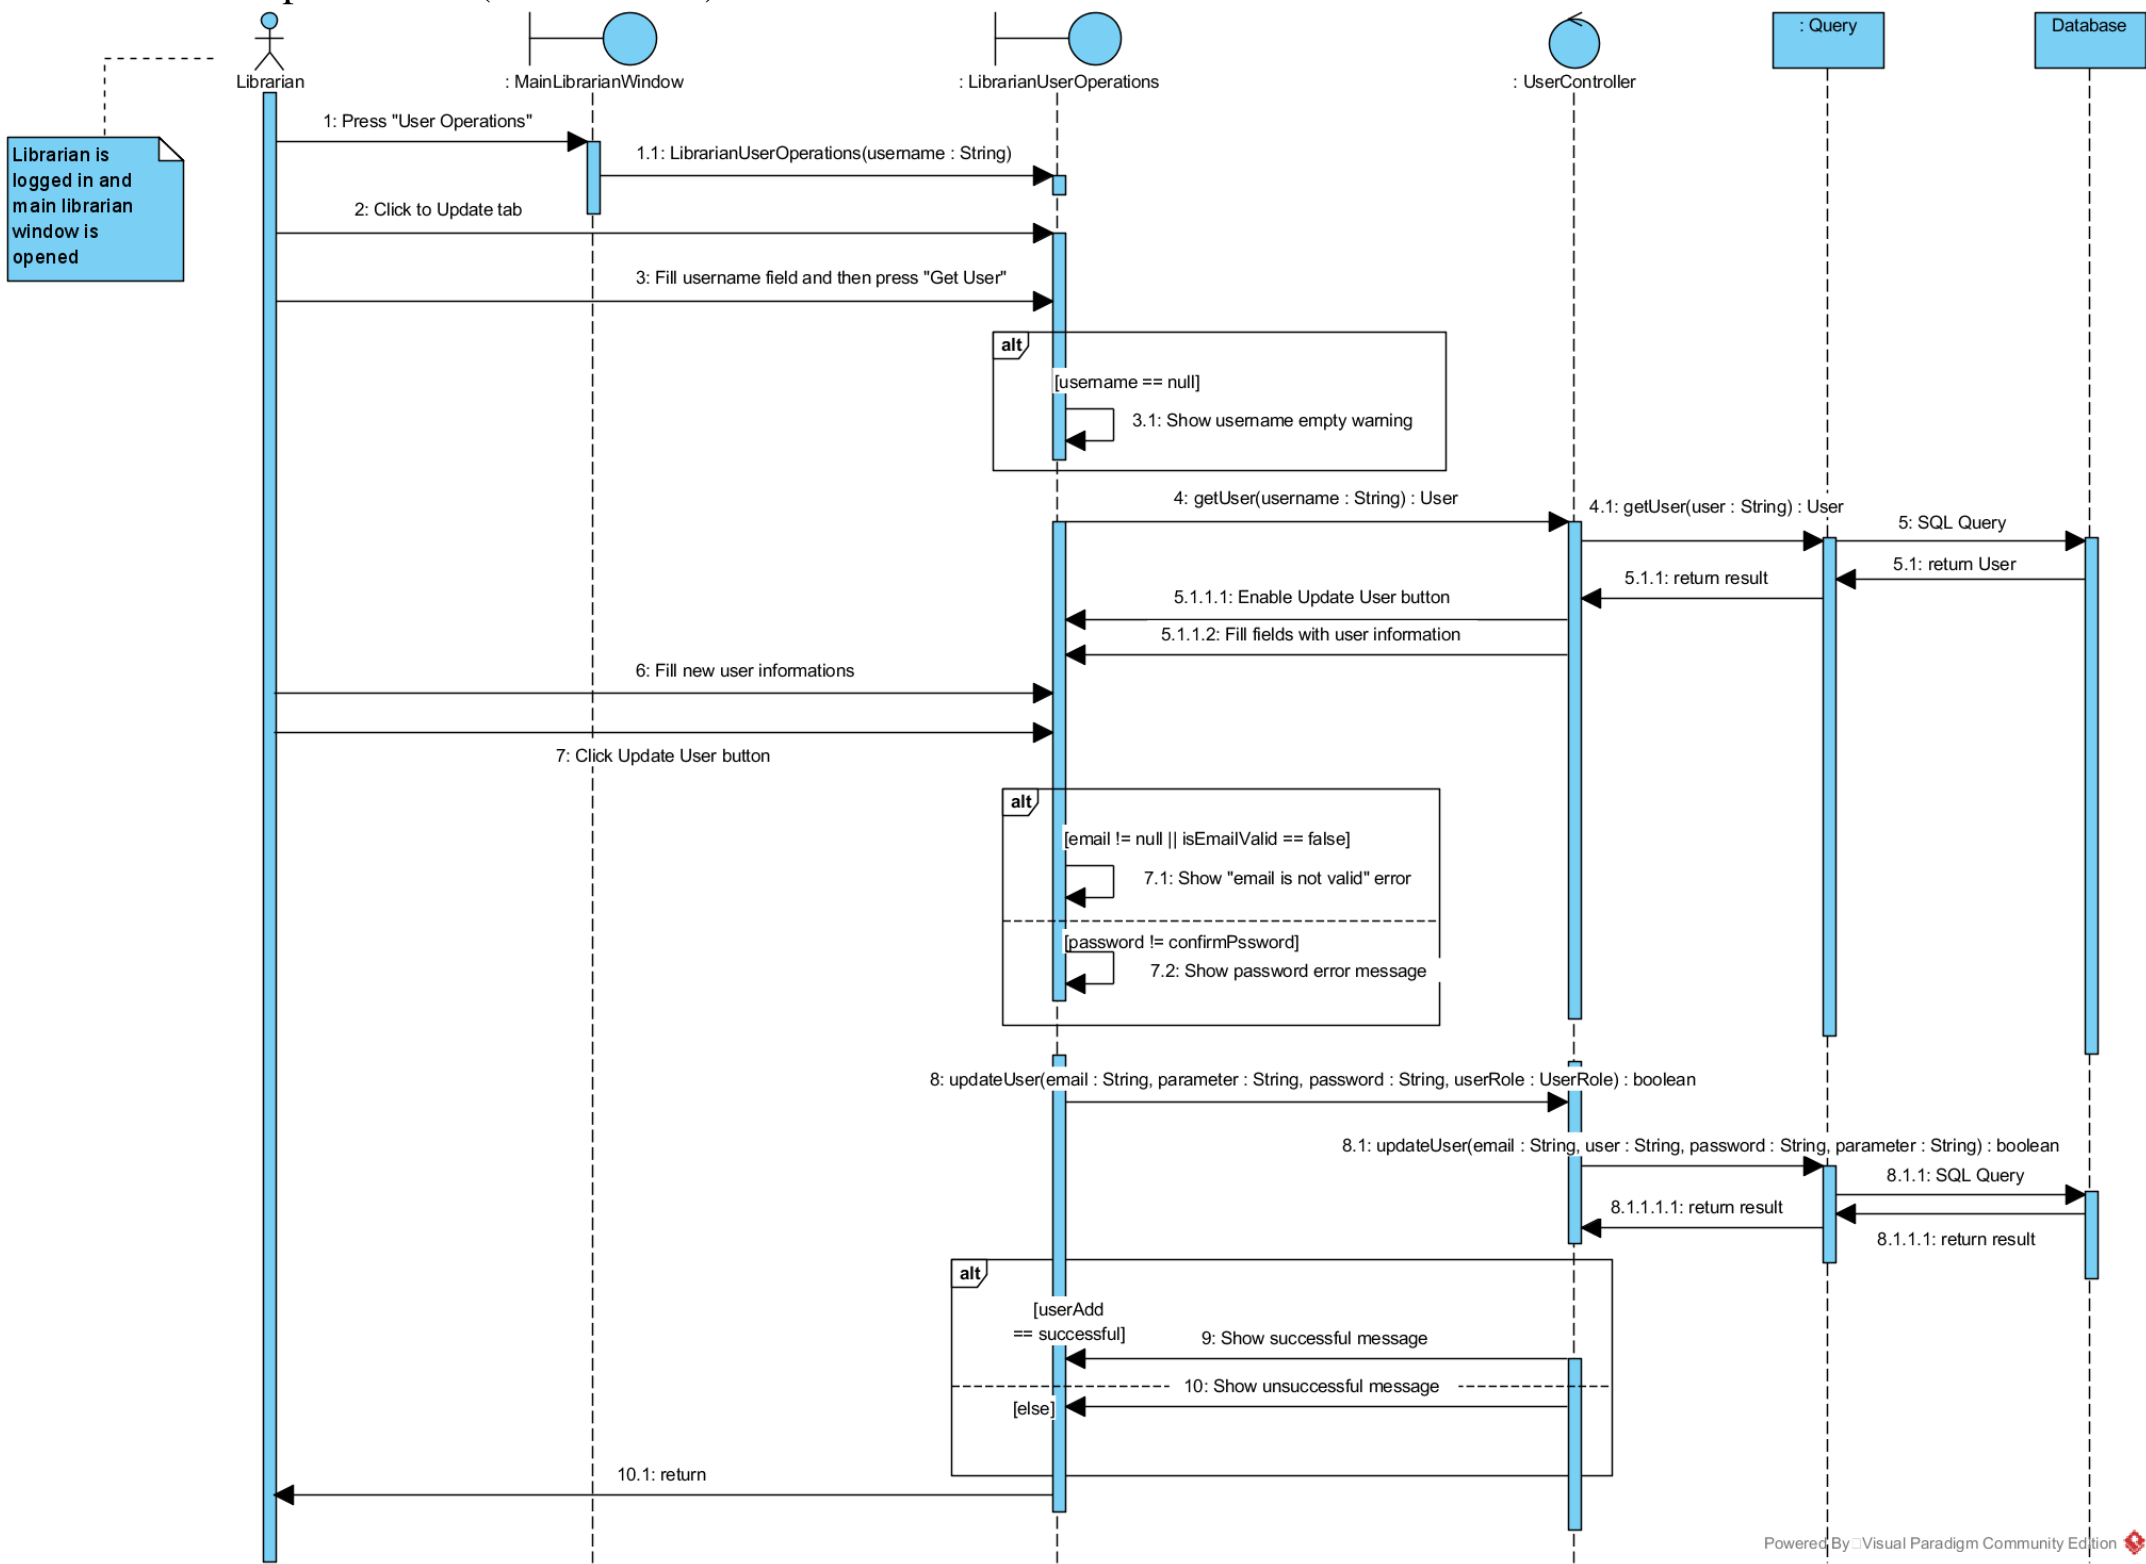 Librarian
: MainLibrarianWindow
: LibrarianUserOperations
: UserController
: Query
Database
Librarian is
logged in and
main librarian
window is
opened
1: Press "User Operations"
1.1: LibrarianUserOperations(username : String)
2: Click to Update tab
3: Fill username field and then press "Get User"
alt
[username == null]
3.1: Show username empty warning
4: getUser(username : String) : User
4.1: getUser(user : String) : User
5: SQL Query
5.1: return User
5.1.1: return result
5.1.1.1: Enable Update User button
5.1.1.2: Fill fields with user information
6: Fill new user informations
7: Click Update User button
alt
[email != null || isEmailValid == false]
7.1: Show "email is not valid" error
[password != confirmPssword]
7.2: Show password error message
8: updateUser(email : String, parameter : String, password : String, userRole : UserRole) : boolean
8.1: updateUser(email : String, user : String, password : String, parameter : String) : boolean
8.1.1: SQL Query
8.1.1.1.1: return result
8.1.1.1: return result
alt
[userAdd
== successful]
9: Show successful message
10: Show unsuccessful message
[else]
10.1: return
Powered By Visual Paradigm Community Edition